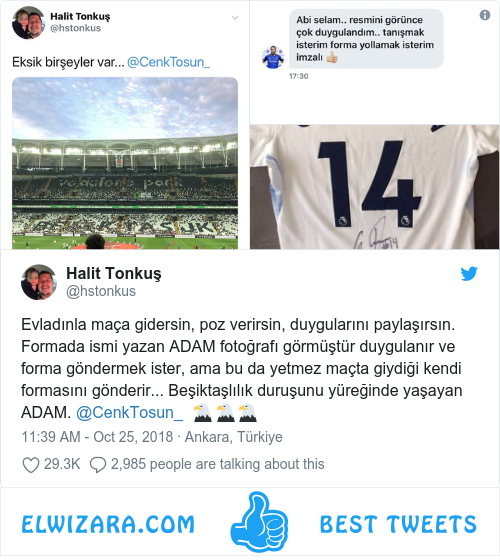 Halit Tonkuş
@hstonkus
Eksik birşeyler var... @CenkTosun_
vodafone park
Abi selam.. resmini görünce
çok duygulandım.. tanışmak
isterim forma yollamak isterim
imzalı 👍🏼
17:30
14
Halit Tonkuş
@hstonkus
Evladınla maça gidersin, poz verirsin, duygularını paylaşırsın.
Formada ismi yazan ADAM fotoğrafı görmüştür duygulanır ve
forma göndermek ister, ama bu da yetmez maçta giydiği kendi
formasını gönderir... Beşiktaşlılık duruşunu yüreğinde yaşayan
ADAM. @CenkTosun_ 🦅🦅🦅
11:39 AM - Oct 25, 2018 · Ankara, Türkiye
29.3K 2,985 people are talking about this
ELWIZARA.COM BEST TWEETS